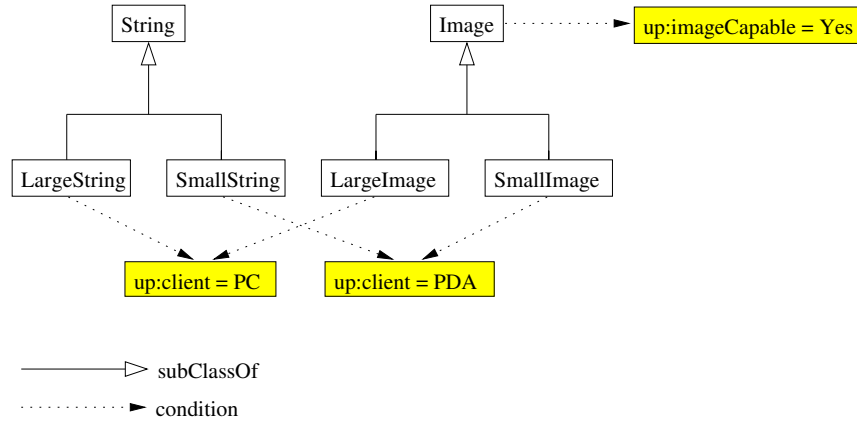 String
Image
up:imageCapable = Yes
LargeString
SmallString
LargeImage
SmallImage
up:client = PC
up:client = PDA
subClassOf
condition